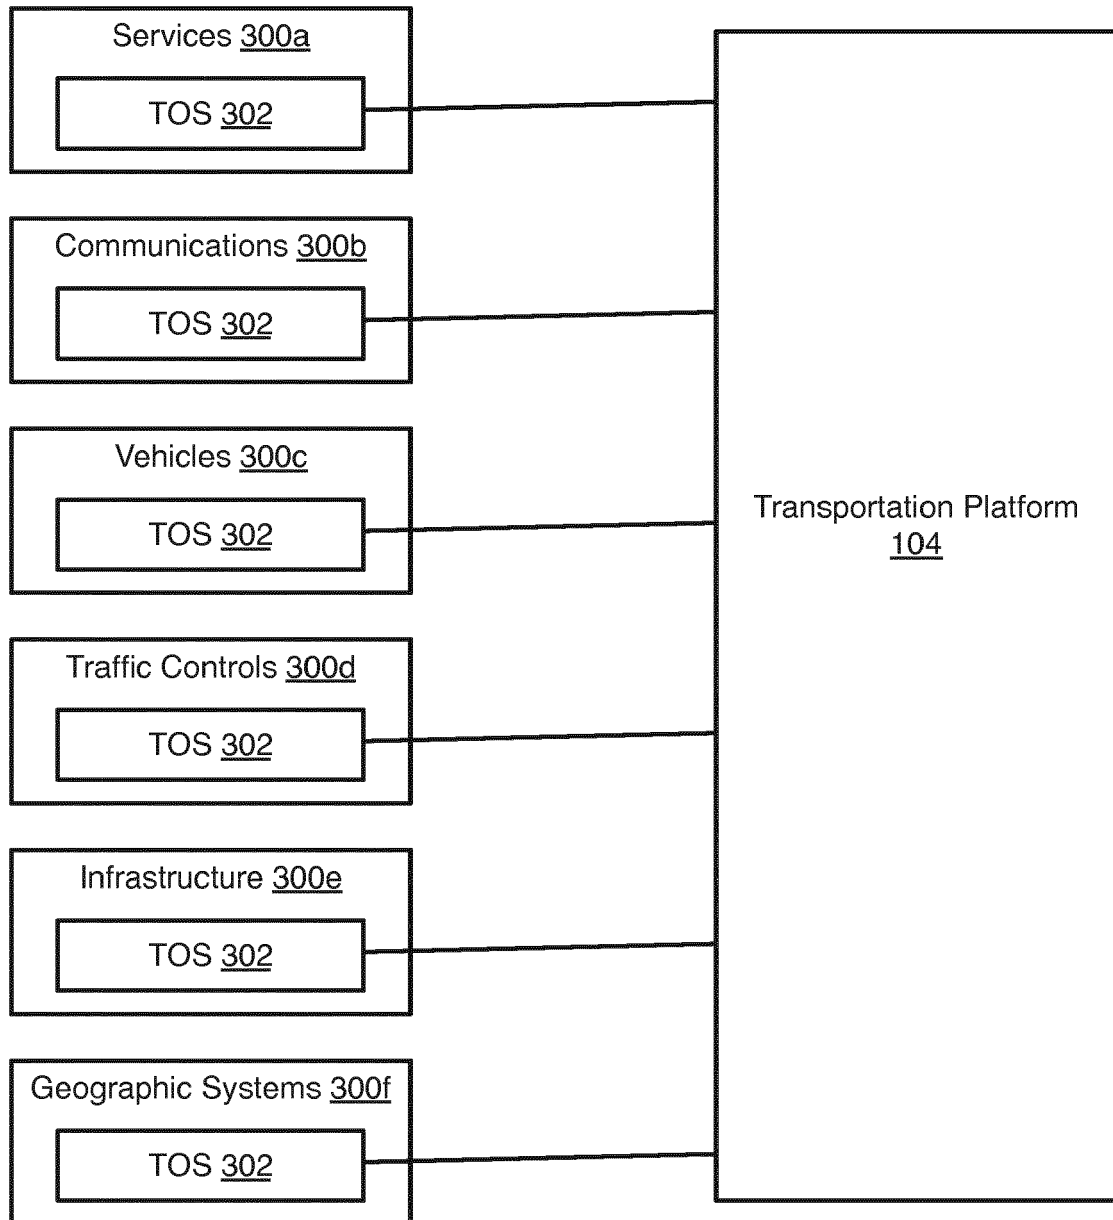 Services 300a
TOS 302
Communications 300b
TOS 302
Vehicles 300c
TOS 302
Traffic Controls 300d
TOS 302
Infrastructure 300e
TOS 302
Geographic Systems 300f
TOS 302
Transportation Platform
104